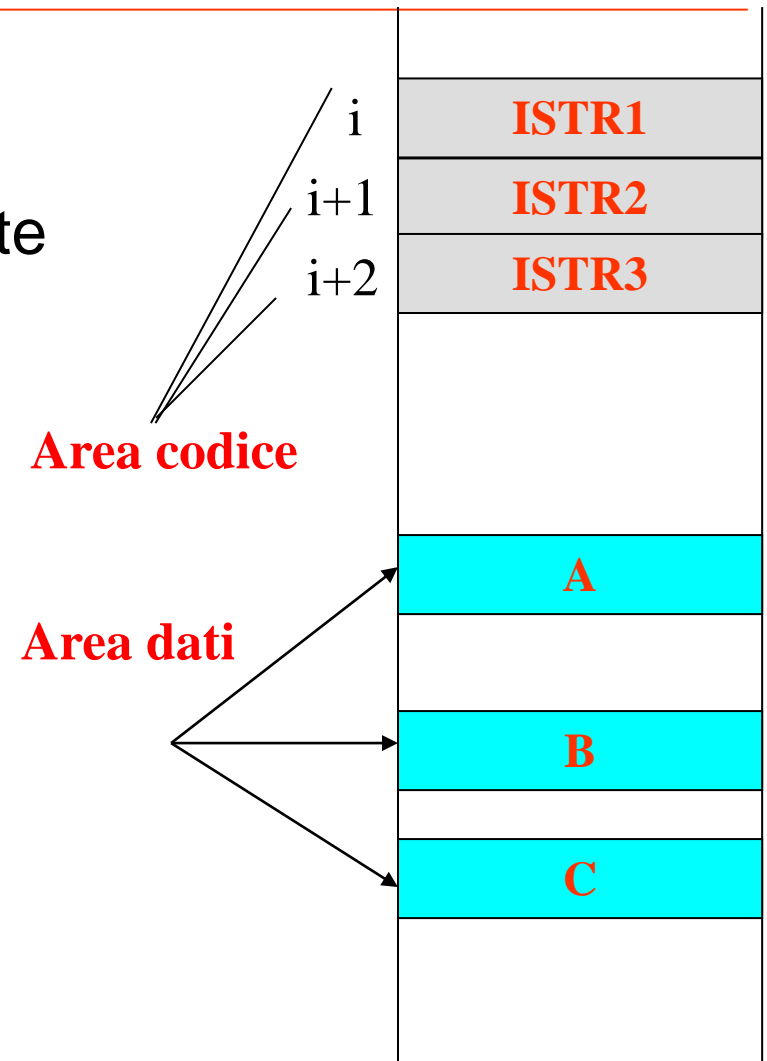 i ISTR1
i+1 ISTR2
te
i+2 ISTR3
Area codice
A
Area dati
B
C